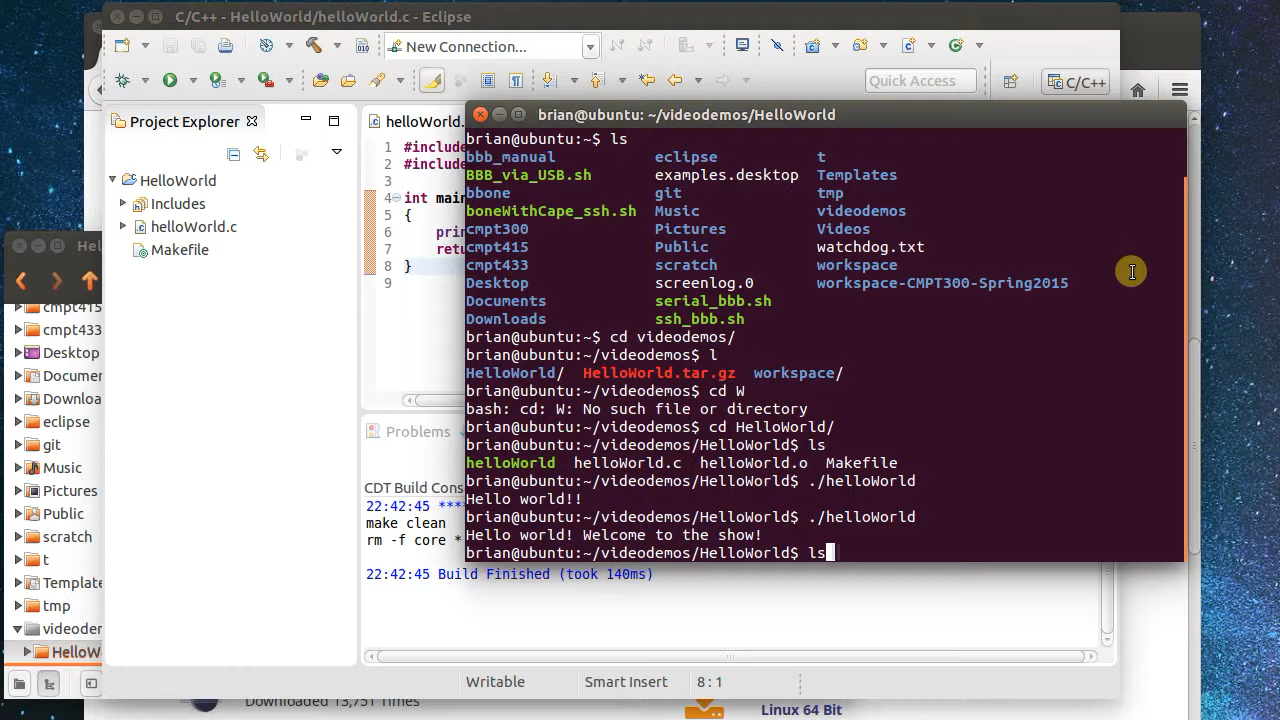 C/C++ - HelloWorld/helloWorld.c - Eclipse
New Connection...
Quick Access
C/C++
Project Explorer
HelloWorld
Includes
helloWorld.c
Makefile
helloWorld.
1 #include
2 #include
3
4 int main
5 {
6 prin
7 retu
8 }
9
Problems
CDT Build Cons
22:42:45 ****
make clean
rm -f core *
22:42:45 Build Finished (took 140ms)
Writable
Smart Insert
8 : 1
brian@ubuntu: ~/videodemos/HelloWorld
brian@ubuntu:~$ ls
bbb_manual eclipse t
BBB_via_USB.sh examples.desktop Templates
bbone git tmp
boneWithCape_ssh.sh Music videodemos
cmpt300 Pictures Videos
cmpt415 Public watchdog.txt
cmpt433 scratch workspace
Desktop screenlog.0 workspace-CMPT300-Spring2015
Documents serial_bbb.sh
Downloads ssh_bbb.sh
brian@ubuntu:~$ cd videodemos/
brian@ubuntu:~/videodemos$ l
HelloWorld/ HelloWorld.tar.gz workspace/
brian@ubuntu:~/videodemos$ cd W
bash: cd: W: No such file or directory
brian@ubuntu:~/videodemos$ cd HelloWorld/
brian@ubuntu:~/videodemos/HelloWorld$ ls
helloWorld helloWorld.c helloWorld.o Makefile
brian@ubuntu:~/videodemos/HelloWorld$ ./helloWorld
Hello world!!
brian@ubuntu:~/videodemos/HelloWorld$ ./helloWorld
Hello world! Welcome to the show!
brian@ubuntu:~/videodemos/HelloWorld$ ls
Hello
cmpt415
cmpt433
Desktop
Documen
Downloa
eclipse
git
Music
Pictures
Public
scratch
t
Template
tmp
videoder
HelloWo
Downloaded 13,751 Times
Linux 64 Bit